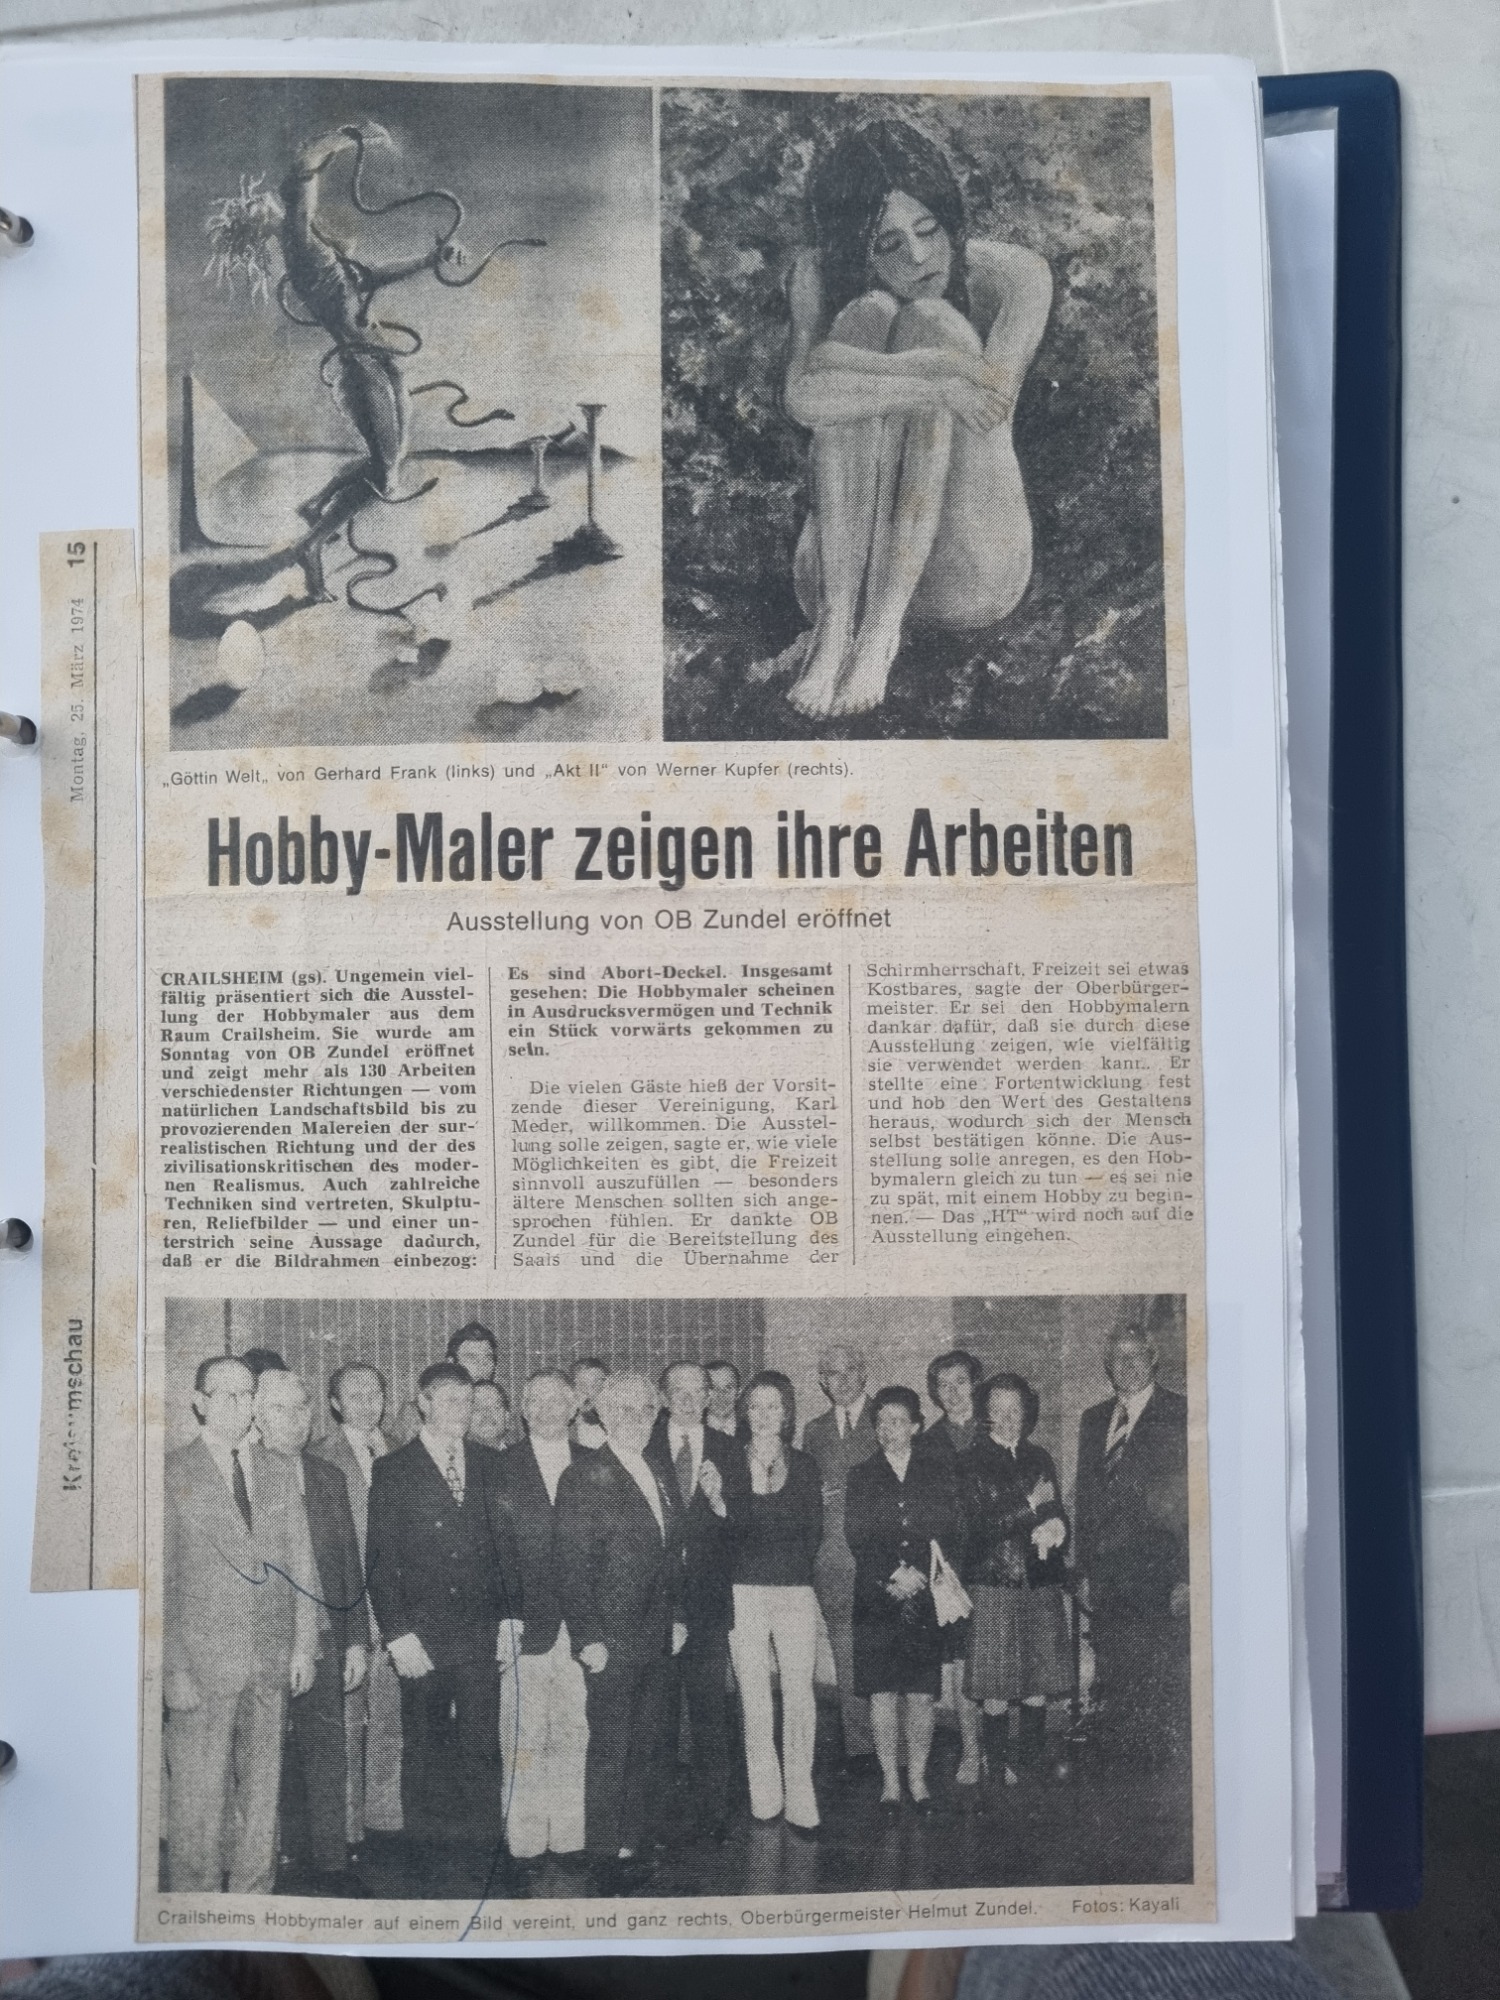 Kreisumschau
Montag, 25. März 1974 15
„Göttin Welt„ von Gerhard Frank (links) und „Akt II“ von Werner Kupfer (rechts).
Hobby-Maler zeigen ihre Arbeiten
Ausstellung von OB Zundel eröffnet
CRAILSHEIM (gs). Ungemein viel-
fältig präsentiert sich die Ausstel-
lung der Hobbymaler aus dem
Raum Crailsheim. Sie wurde am
Sonntag von OB Zundel eröffnet
und zeigt mehr als 130 Arbeiten
verschiedenster Richtungen — vom
natürlichen Landschaftsbild bis zu
provozierenden Malereien der sur-
realistischen Richtung und der des
zivilisationskritischen des moder-
nen Realismus. Auch zahlreiche
Techniken sind vertreten, Skulptu-
ren, Reliefbilder — und einer un-
terstrich seine Aussage dadurch,
daß er die Bildrahmen einbezog:
Es sind Abort-Deckel. Insgesamt
gesehen: Die Hobbymaler scheinen
in Ausdrucksvermögen und Technik
ein Stück vorwärts gekommen zu
sein.
Die vielen Gäste hieß der Vorsit-
zende dieser Vereinigung, Karl
Meder, willkommen. Die Ausstel-
lung solle zeigen, sagte er, wie viele
Möglichkeiten es gibt, die Freizeit
sinnvoll auszufüllen — besonders
ältere Menschen sollten sich ange-
sprochen fühlen. Er dankte OB
Zundel für die Bereitstellung des
Saals und die Übernahme der
Schirmherrschaft. Freizeit sei etwas
Kostbares, sagte der Oberbürger-
meister. Er sei den Hobbymalern
dankar dafür, daß sie durch diese
Ausstellung zeigen, wie vielfältig
sie verwendet werden kann. Er
stellte eine Fortentwicklung fest
und hob den Wert des Gestaltens
heraus, wodurch sich der Mensch
selbst bestätigen könne. Die Aus-
stellung solle anregen, es den Hob-
bymalern gleich zu tun — es sei nie
zu spät, mit einem Hobby zu begin-
nen. — Das „HT“ wird noch auf die
Ausstellung eingehen.
Crailsheims Hobbymaler auf einem Bild vereint, und ganz rechts, Oberbürgermeister Helmut Zundel. Fotos: Kayali